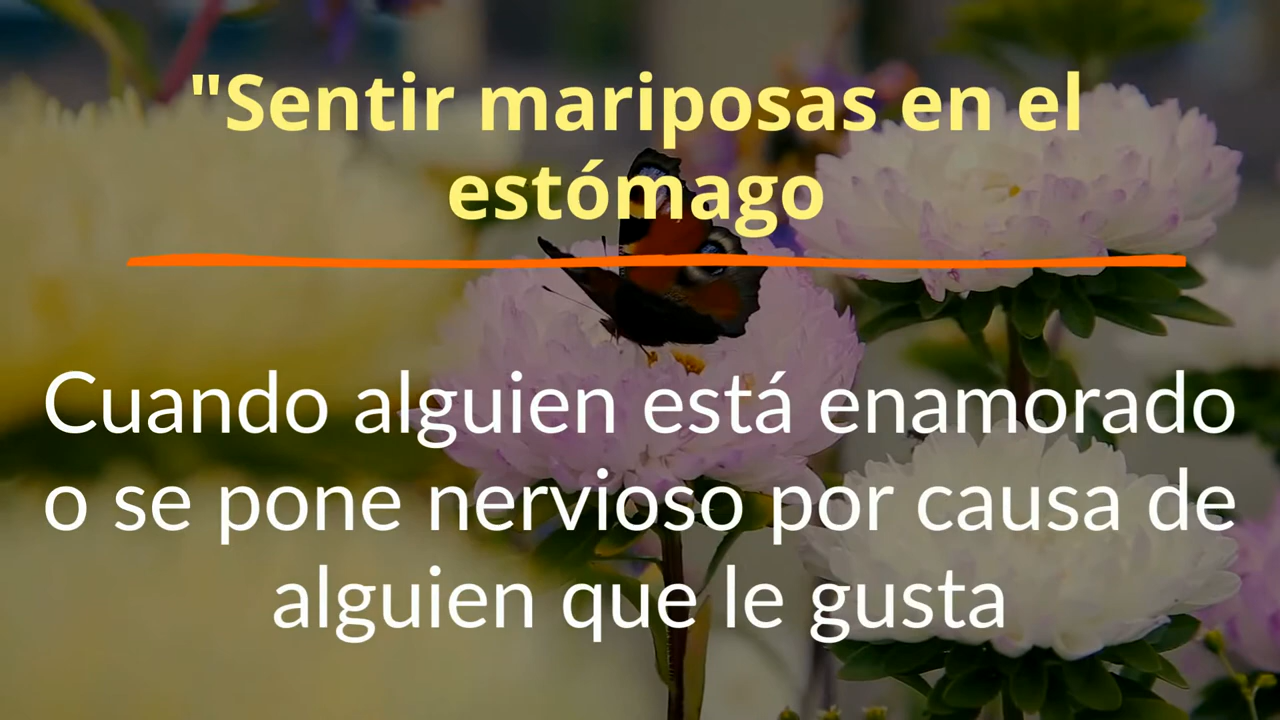 "Sentir mariposas en el
estómago
Cuando alguien está enamorado
o se pone nervioso por causa de
alguien que le gusta